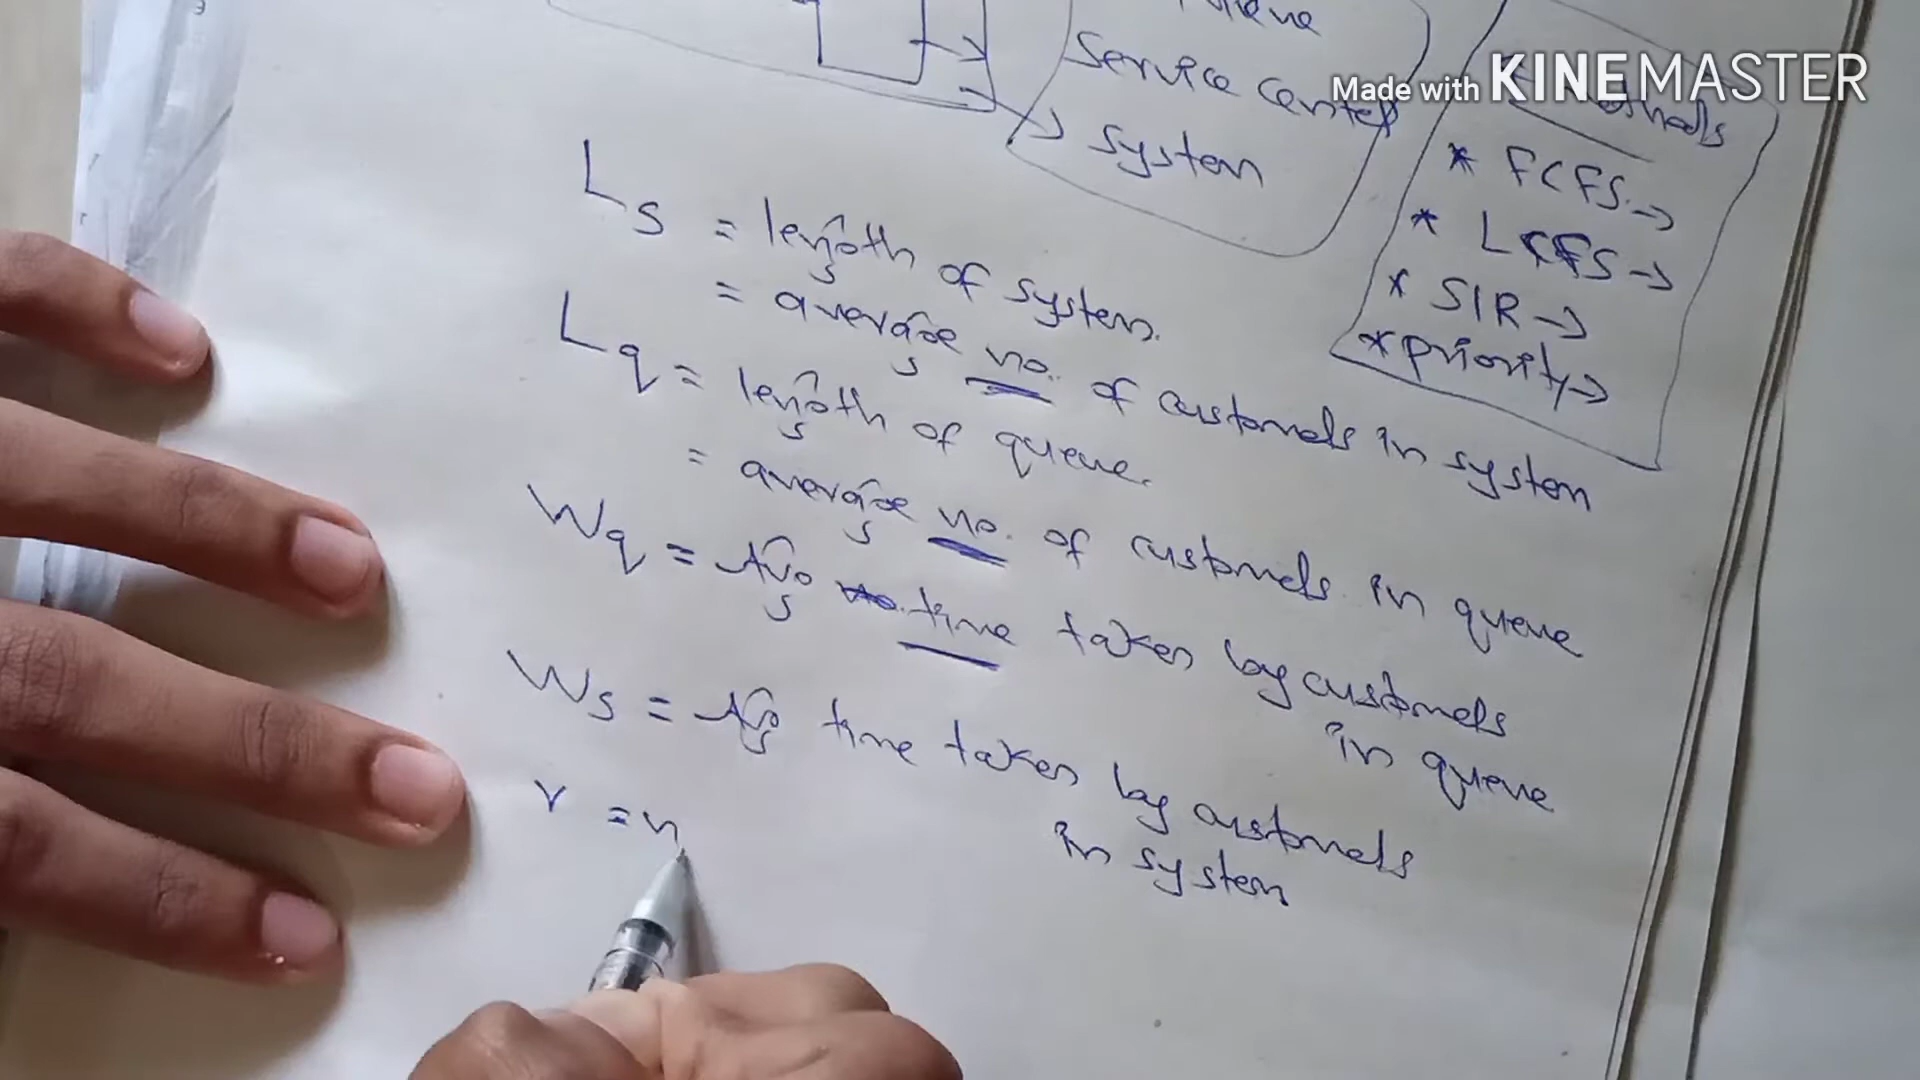 Service center
system
Made with KINEMASTER
* FCFS →
* LCFS →
* SIR →
* priority →
Ls = length of system.
= average no. of customers in system
Lq = length of queue.
= average no. of customers in queue
Wq = Avg time taken by customers
in queue
Ws = Avg time taken by customers
in system
r = n